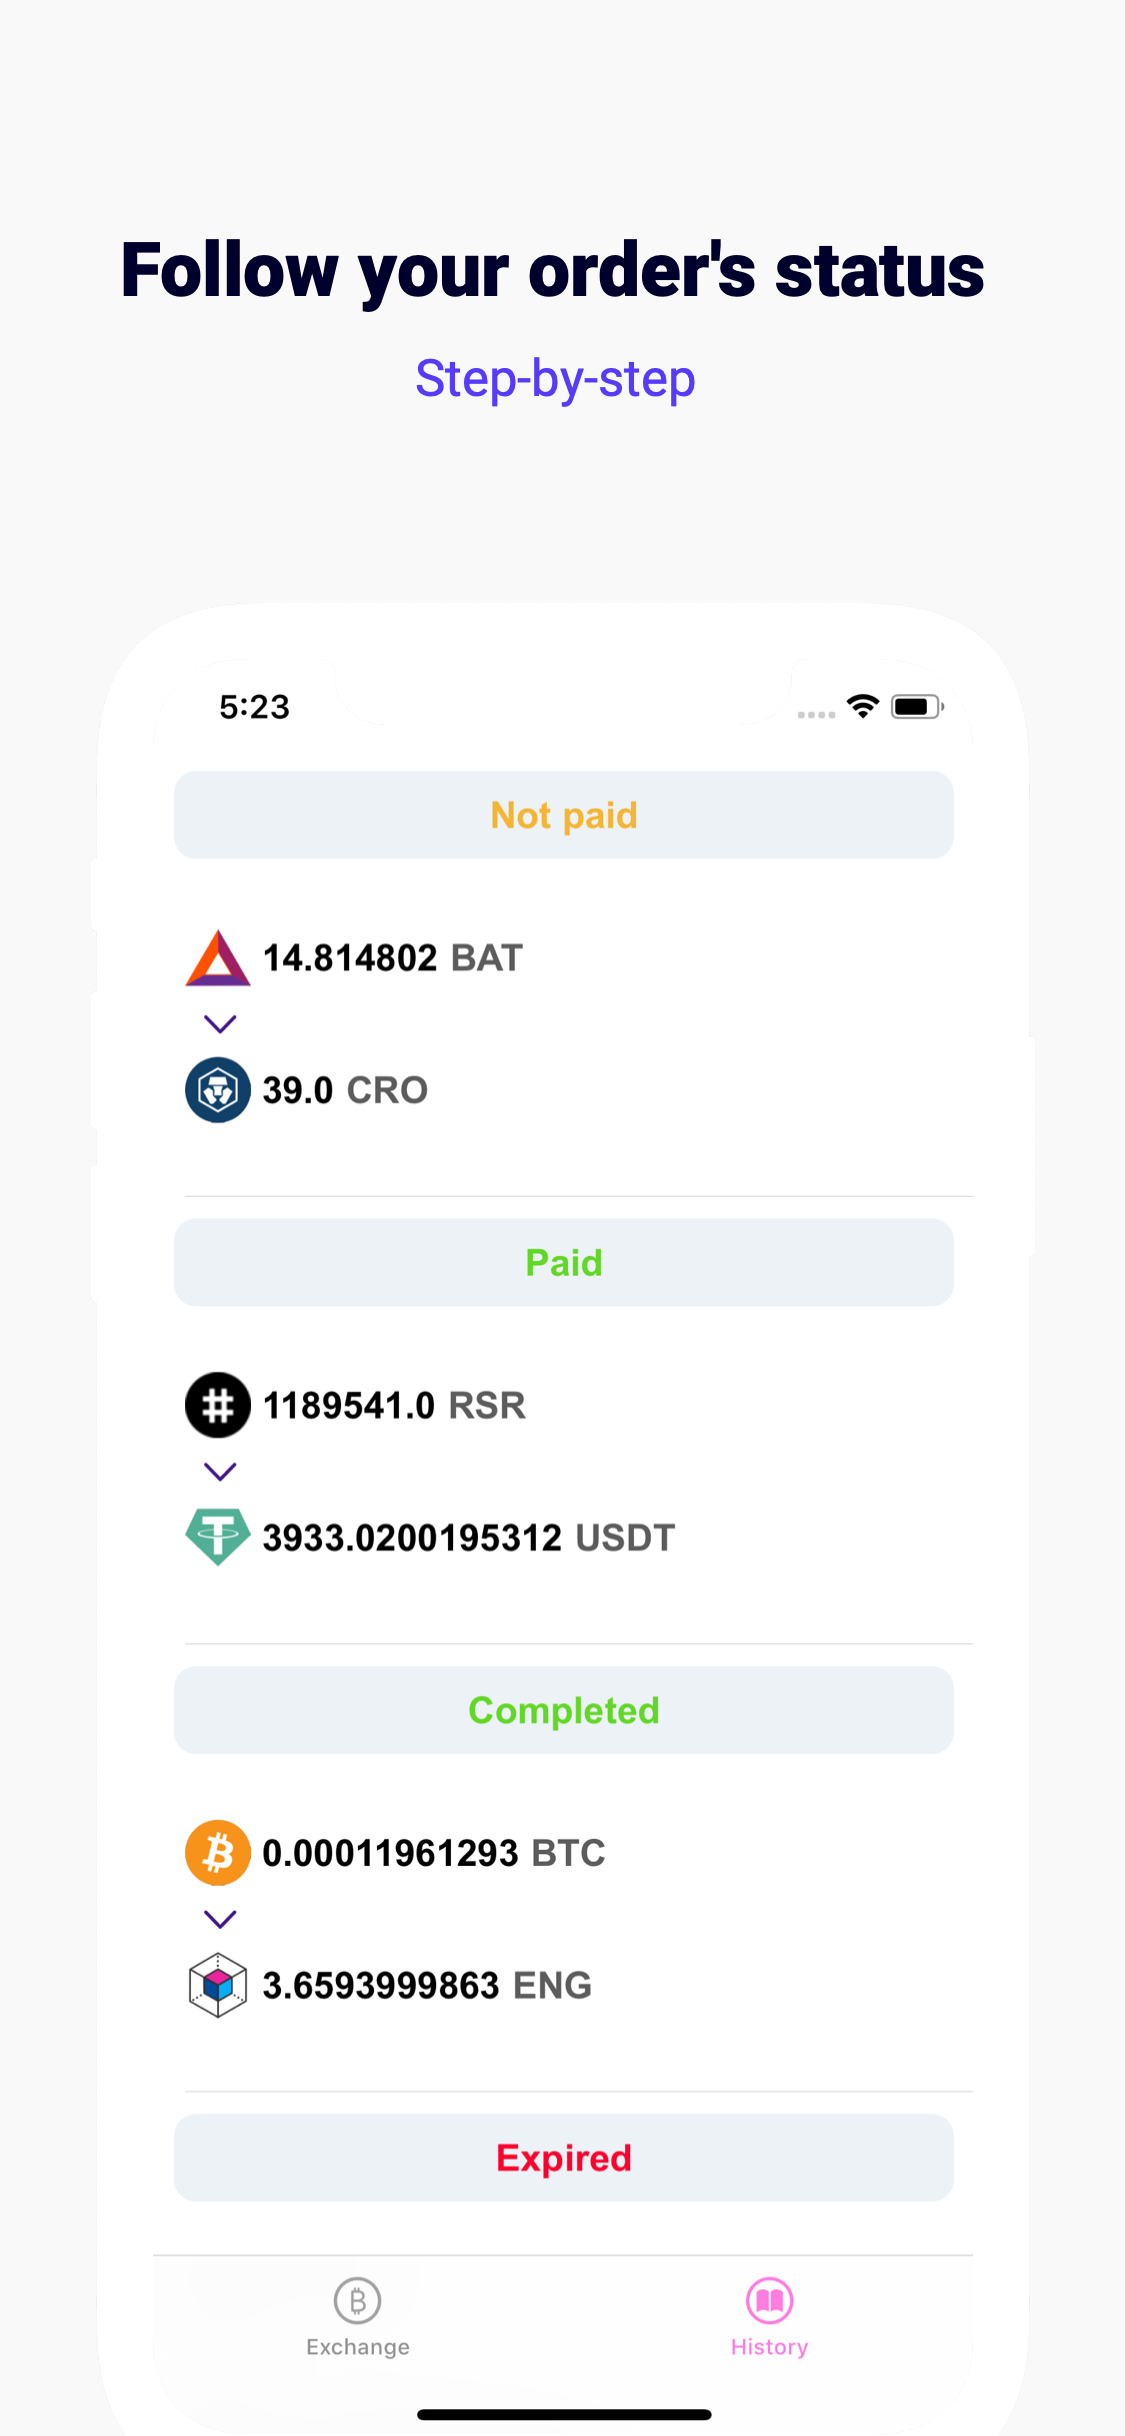 Follow your order's status
Step-by-step
5:23
Not paid
14.814802 BAT
39.0 CRO
Paid
1189541.0 RSR
3933.0200195312 USDT
Completed
0.00011961293 BTC
3.6593999863 ENG
Expired
Exchange
History